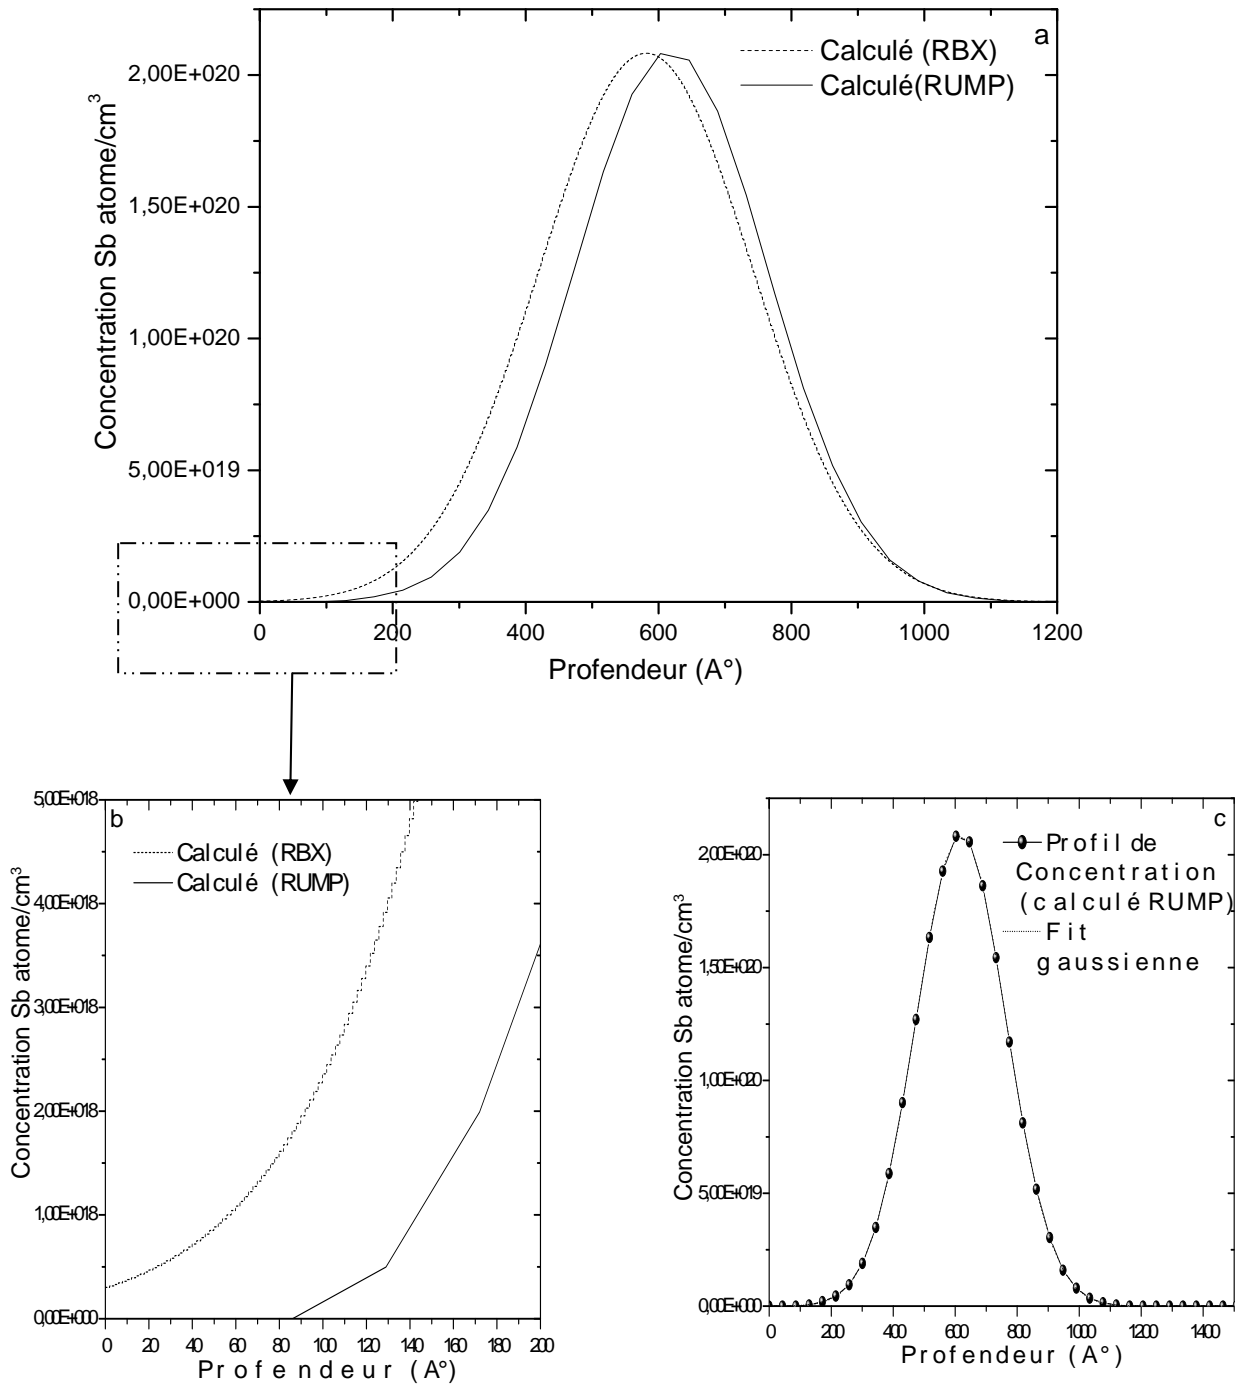 a
Calculé (RBX)
Calculé(RUMP)
Concentration Sb atome/cm³
2,00E+020
1,50E+020
1,00E+020
5,00E+019
0,00E+000
0 200 400 600 800 1000 1200
Profendeur (A°)
b
Calculé (RBX)
Calculé (RUMP)
Concentration Sb atome/cm³
5,00E+018
4,00E+018
3,00E+018
2,00E+018
1,00E+018
0,00E+000
0 20 40 60 80 100 120 140 160 180 200
Profendeur (A°)
c
Profil de
Concentration
(calculé RUMP)
Fit
gaussienne
Concentration Sb atome/cm³
2,00E+020
1,50E+020
1,00E+020
5,00E+019
0,00E+000
0 200 400 600 800 1000 1200 1400
Profendeur (A°)